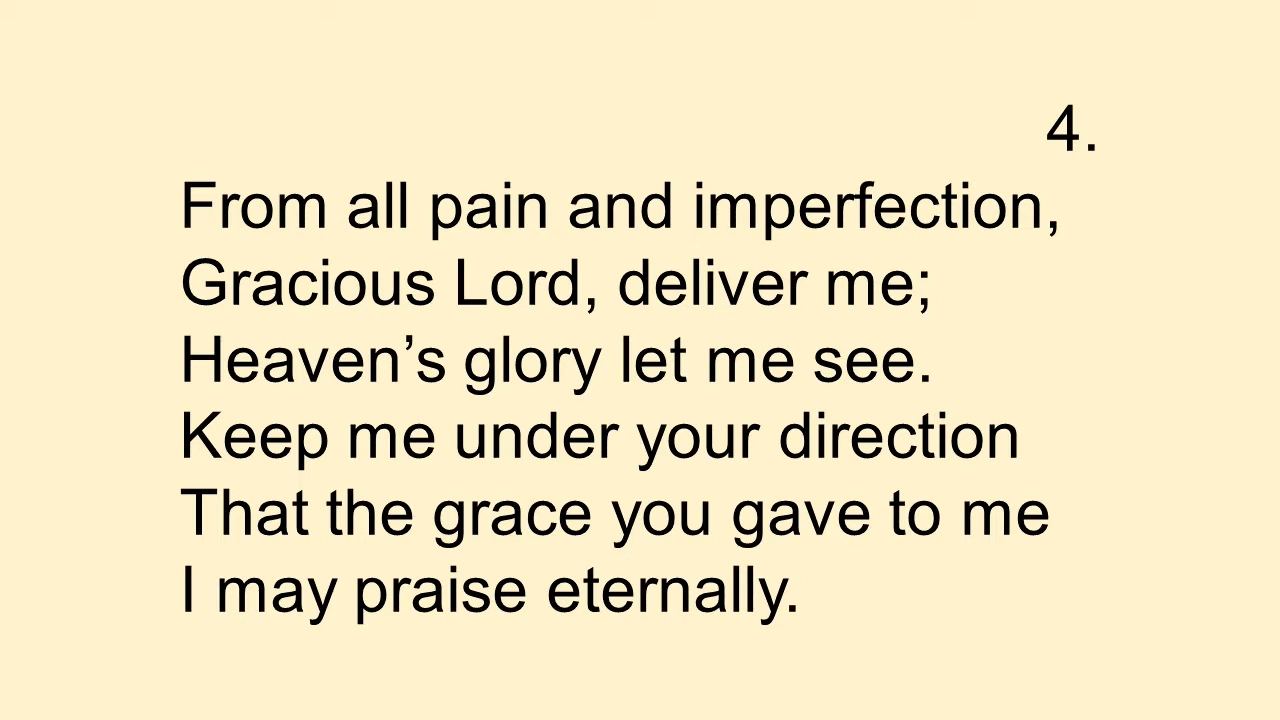 4.
From all pain and imperfection,
Gracious Lord, deliver me;
Heaven’s glory let me see.
Keep me under your direction
That the grace you gave to me
I may praise eternally.